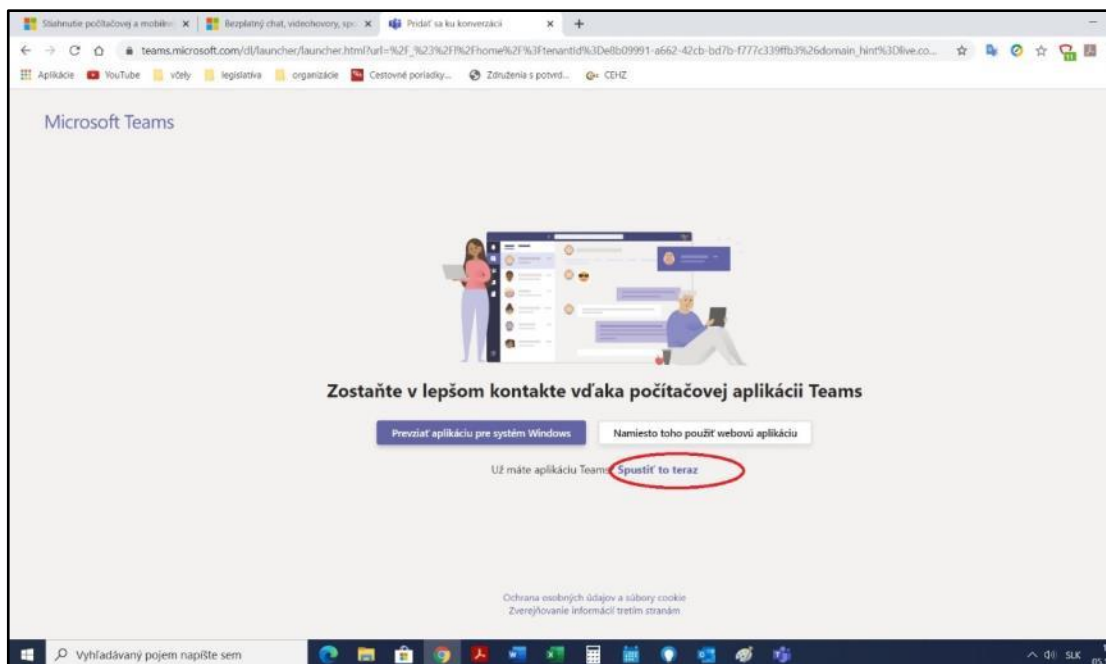 Stiahnutie počítačovej a mobiln
Bezplatný chat, videohovory, spo
Pridať sa ku konverzácii
teams.microsoft.com/dl/launcher/launcher.html?url=%2F_%23%2Fl%2Fhome%2F%3Ftenantid%3De8b09991-a662-42cb-bd7b-f777c339ffb3%26domain_hint%3Dlive.co...
Aplikácie YouTube včely legislatíva organizácie Cestovné poriadky... Združenia s potvrd... CEHZ
Microsoft Teams
Zostaňte v lepšom kontakte vďaka počítačovej aplikácii Teams
Prevziať aplikáciu pre systém Windows
Namiesto toho použiť webovú aplikáciu
Už máte aplikáciu Teams? Spustiť to teraz
Ochrana osobných údajov a súbory cookie
Zverejňovanie informácií tretím stranám
Vyhľadávaný pojem napíšte sem
SLK